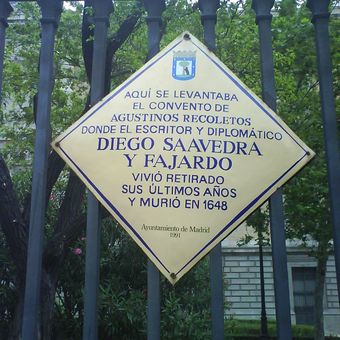 AQUÍ SE LEVANTABA
EL CONVENTO DE
AGUSTINOS RECOLETOS
DONDE EL ESCRITOR Y DIPLOMÁTICO
DIEGO SAAVEDRA
Y FAJARDO
VIVIÓ RETIRADO
SUS ÚLTIMOS AÑOS
Y MURIÓ EN 1648
Ayuntamiento de Madrid
1991